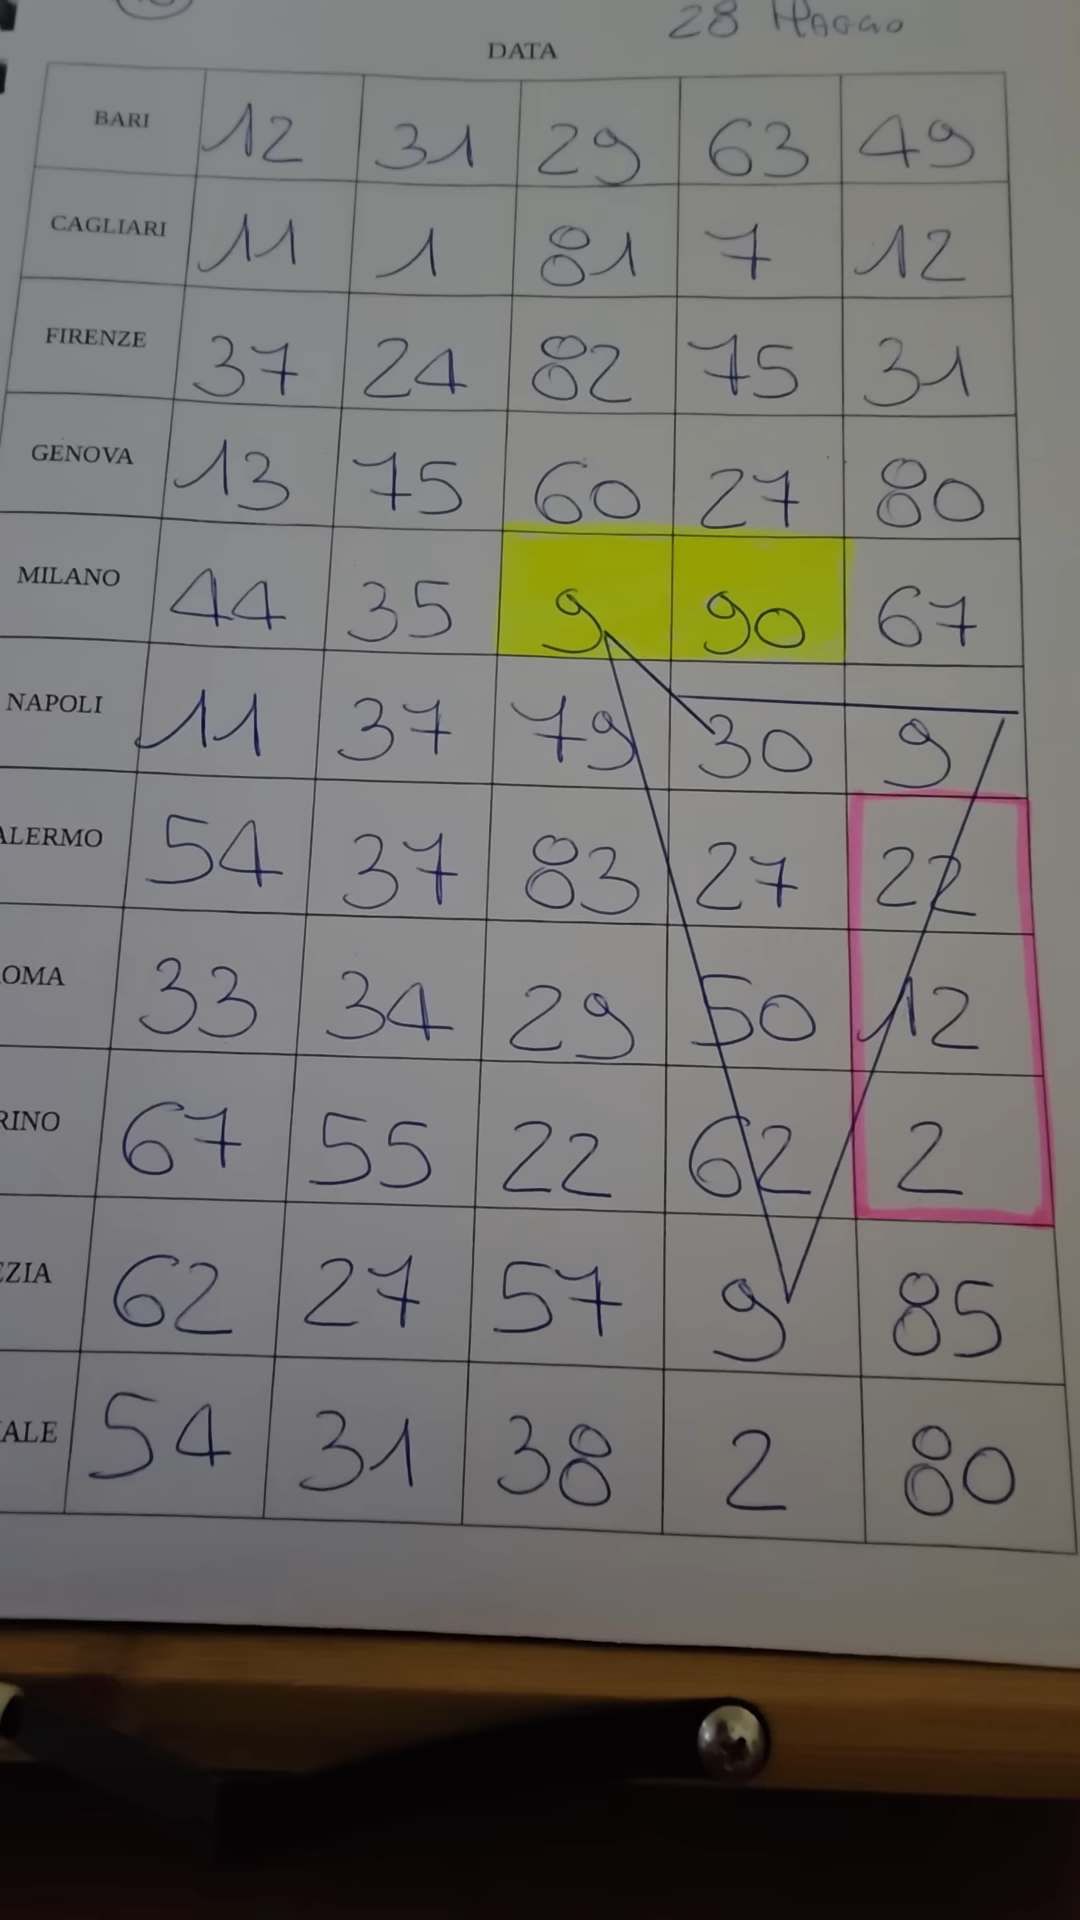 28 Maggio
DATA
BARI 12 31 29 63 49
CAGLIARI 11 1 81 7 12
FIRENZE 37 24 82 75 31
GENOVA 13 75 60 27 80
MILANO 44 35 9 90 67
NAPOLI 11 37 79 30 9
ALERMO 54 37 83 27 22
OMA 33 34 29 50 12
RINO 67 55 22 62 2
EZIA 62 27 57 9 85
ALE 54 31 38 2 80